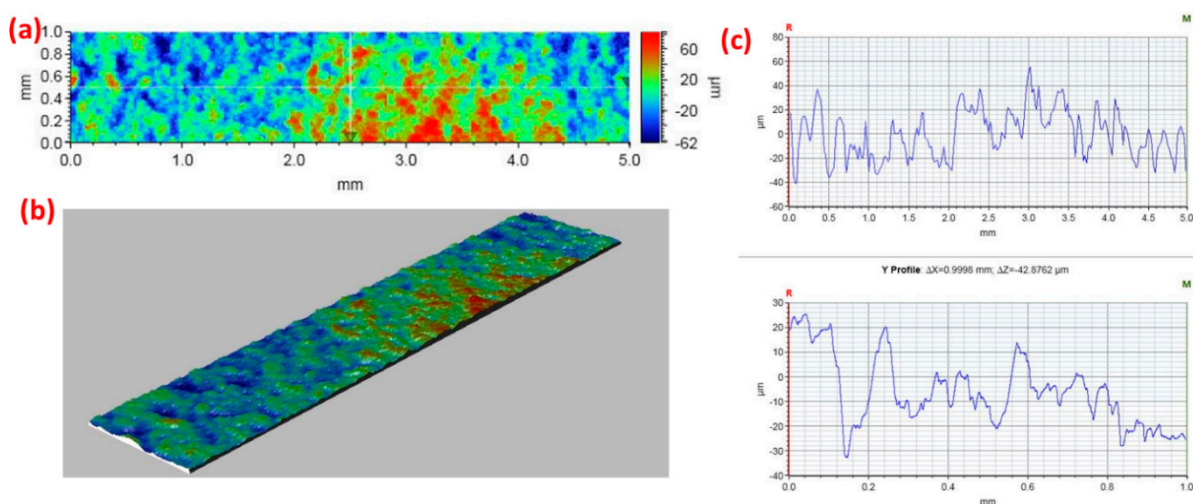 (a)
1.0
0.8
0.6
0.4
0.2
0.0
mm
0.0 1.0 2.0 3.0 4.0 5.0
mm
60
20
-20
-62
µm
(b)
(c)
R M
80
60
40
20
0
-20
-40
-60
µm
0.0 0.5 1.0 1.5 2.0 2.5 3.0 3.5 4.0 4.5 5.0
mm
Y Profile: ΔX=0.9998 mm; ΔZ=-42.8762 µm
R M
30
20
10
0
-10
-20
-30
-40
µm
0.0 0.2 0.4 0.6 0.8 1.0
mm